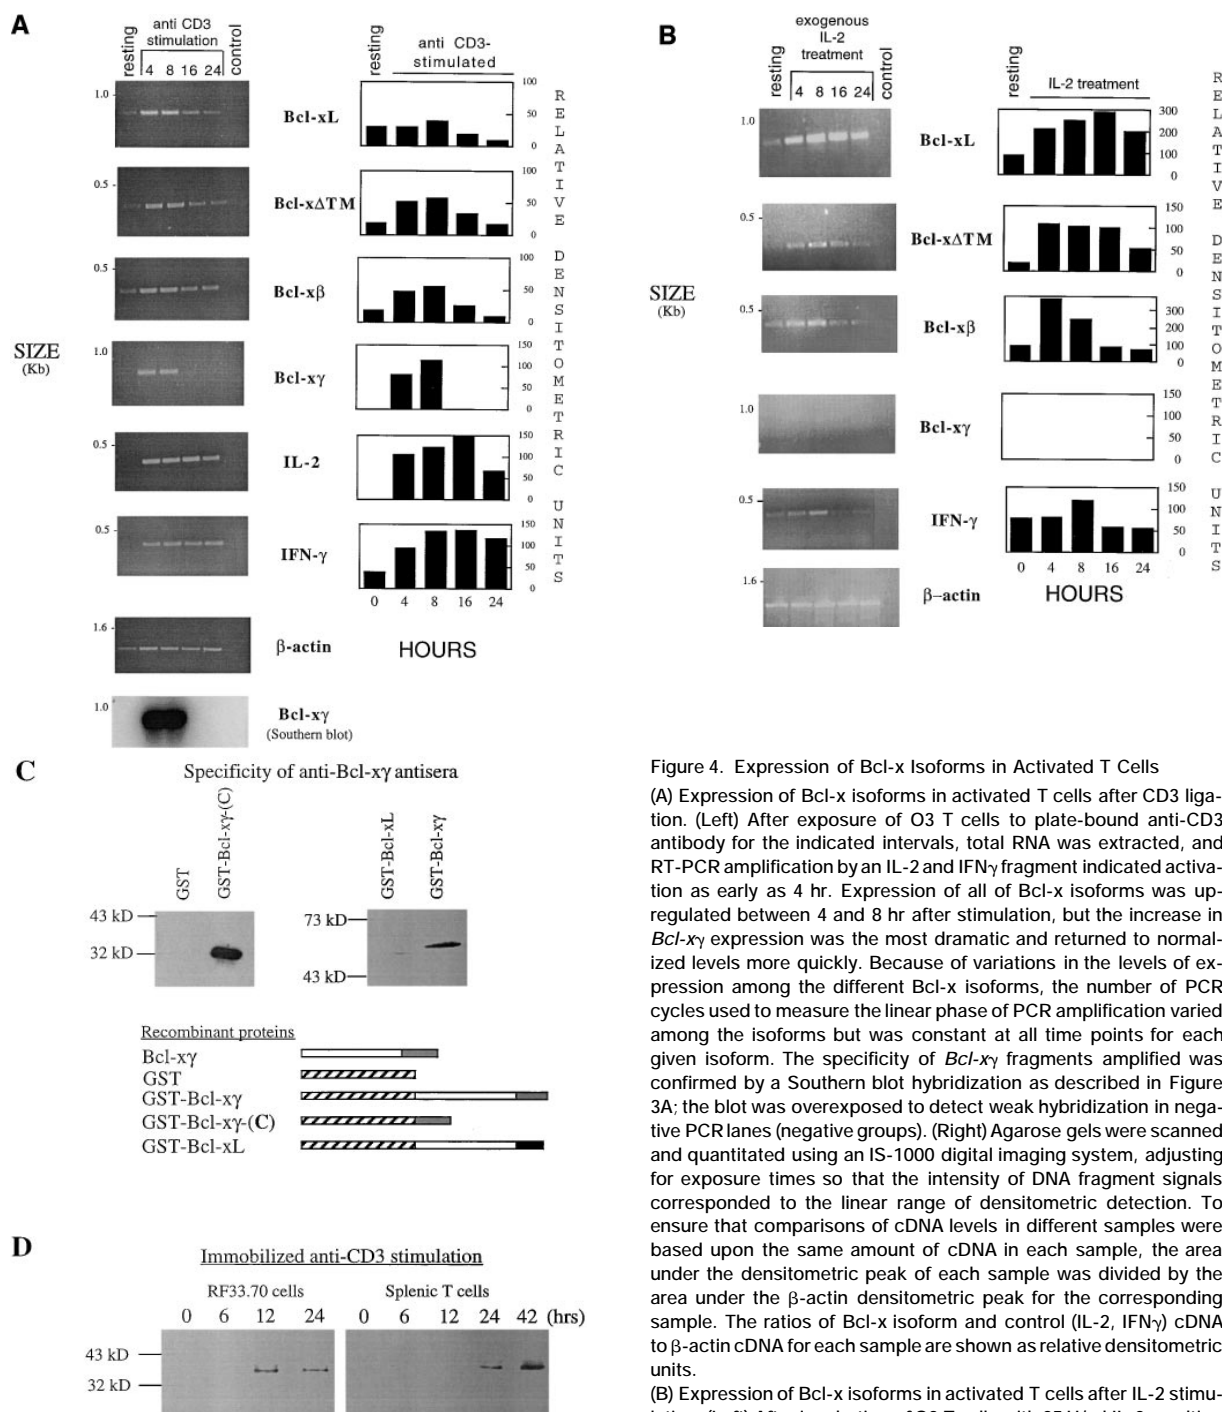 A
resting
anti CD3
stimulation
4 8 16 24
control
resting
anti CD3-
stimulated
1.0
Bcl-xL
100
50
0
0.5
Bcl-xΔTM
100
50
0
0.5
Bcl-xβ
100
50
0
SIZE
(Kb)
1.0
Bcl-xγ
150
100
50
0
0.5
IL-2
150
100
50
0
0.5
IFN-γ
150
100
50
0
0 4 8 16 24
HOURS
1.6
β-actin
1.0
Bcl-xγ
(Southern blot)
RELATIVE DENSITOMETRIC UNITS
B
resting
exogenous
IL-2
treatment
4 8 16 24
control
resting
IL-2 treatment
1.0
Bcl-xL
300
200
100
0
0.5
Bcl-xΔTM
150
100
50
0
SIZE
(Kb)
0.5
Bcl-xβ
300
200
100
0
1.0
Bcl-xγ
150
100
50
0
0.5
IFN-γ
150
100
50
0
0 4 8 16 24
HOURS
1.6
β-actin
RELATIVE DENSITOMETRIC UNITS
C
Specificity of anti-Bcl-xγ antisera
GST
GST-Bcl-xγ-(C)
GST-Bcl-xL
GST-Bcl-xγ
43 kD
32 kD
73 kD
43 kD
Recombinant proteins
Bcl-xγ
GST
GST-Bcl-xγ
GST-Bcl-xγ-(C)
GST-Bcl-xL
D
Immobilized anti-CD3 stimulation
RF33.70 cells
Splenic T cells
0 6 12 24
0 6 12 24 42 (hrs)
43 kD
32 kD
Figure 4. Expression of Bcl-x Isoforms in Activated T Cells
(A) Expression of Bcl-x isoforms in activated T cells after CD3 liga-
tion. (Left) After exposure of O3 T cells to plate-bound anti-CD3
antibody for the indicated intervals, total RNA was extracted, and
RT-PCR amplification by an IL-2 and IFNγ fragment indicated activa-
tion as early as 4 hr. Expression of all of Bcl-x isoforms was up-
regulated between 4 and 8 hr after stimulation, but the increase in
Bcl-xγ expression was the most dramatic and returned to normal-
ized levels more quickly. Because of variations in the levels of ex-
pression among the different Bcl-x isoforms, the number of PCR
cycles used to measure the linear phase of PCR amplification varied
among the isoforms but was constant at all time points for each
given isoform. The specificity of Bcl-xγ fragments amplified was
confirmed by a Southern blot hybridization as described in Figure
3A; the blot was overexposed to detect weak hybridization in nega-
tive PCR lanes (negative groups). (Right) Agarose gels were scanned
and quantitated using an IS-1000 digital imaging system, adjusting
for exposure times so that the intensity of DNA fragment signals
corresponded to the linear range of densitometric detection. To
ensure that comparisons of cDNA levels in different samples were
based upon the same amount of cDNA in each sample, the area
under the densitometric peak of each sample was divided by the
area under the β-actin densitometric peak for the corresponding
sample. The ratios of Bcl-x isoform and control (IL-2, IFNγ) cDNA
to β-actin cDNA for each sample are shown as relative densitometric
units.
(B) Expression of Bcl-x isoforms in activated T cells after IL-2 stimu-